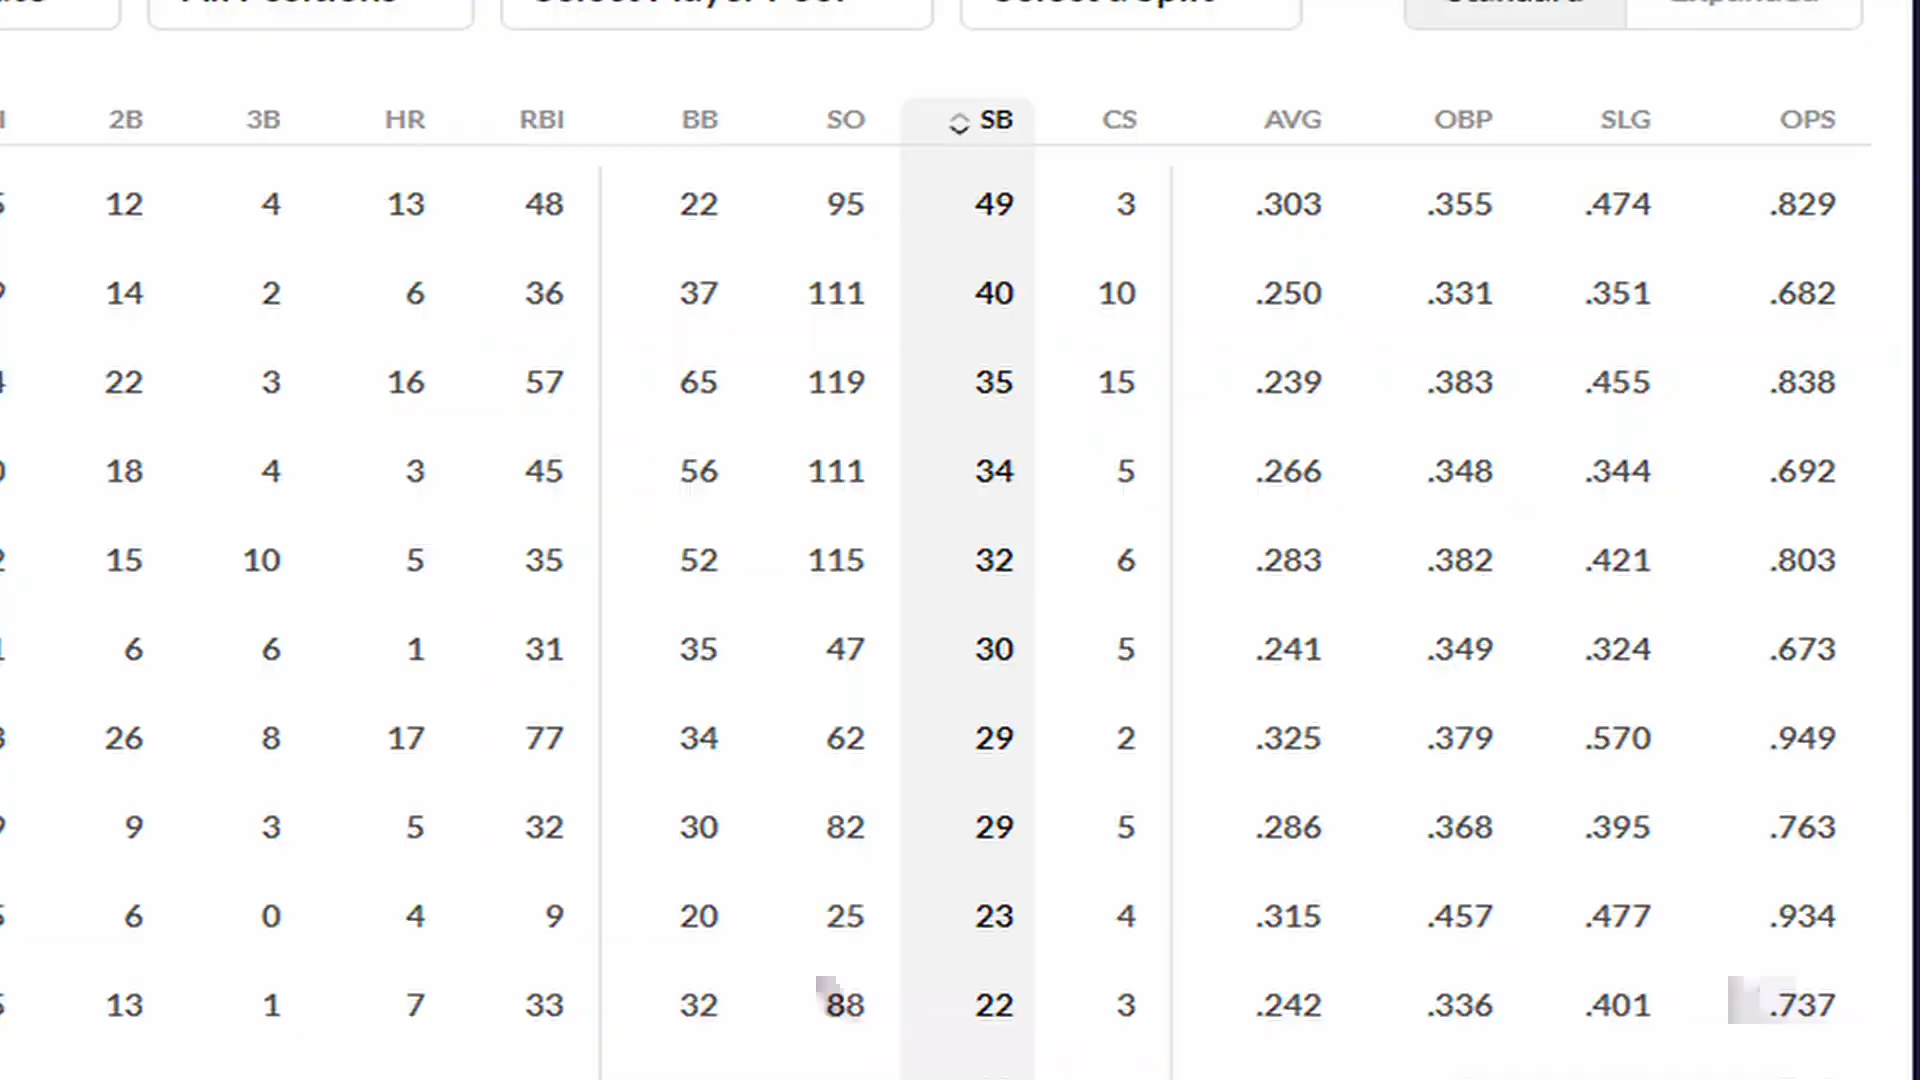 2B 3B HR RBI BB SO SB CS AVG OBP SLG OPS
12 4 13 48 22 95 49 3 .303 .355 .474 .829
14 2 6 36 37 111 40 10 .250 .331 .351 .682
22 3 16 57 65 119 35 15 .239 .383 .455 .838
18 4 3 45 56 111 34 5 .266 .348 .344 .692
15 10 5 35 52 115 32 6 .283 .382 .421 .803
6 6 1 31 35 47 30 5 .241 .349 .324 .673
26 8 17 77 34 62 29 2 .325 .379 .570 .949
9 3 5 32 30 82 29 5 .286 .368 .395 .763
6 0 4 9 20 25 23 4 .315 .457 .477 .934
13 1 7 33 32 88 22 3 .242 .336 .401 .737